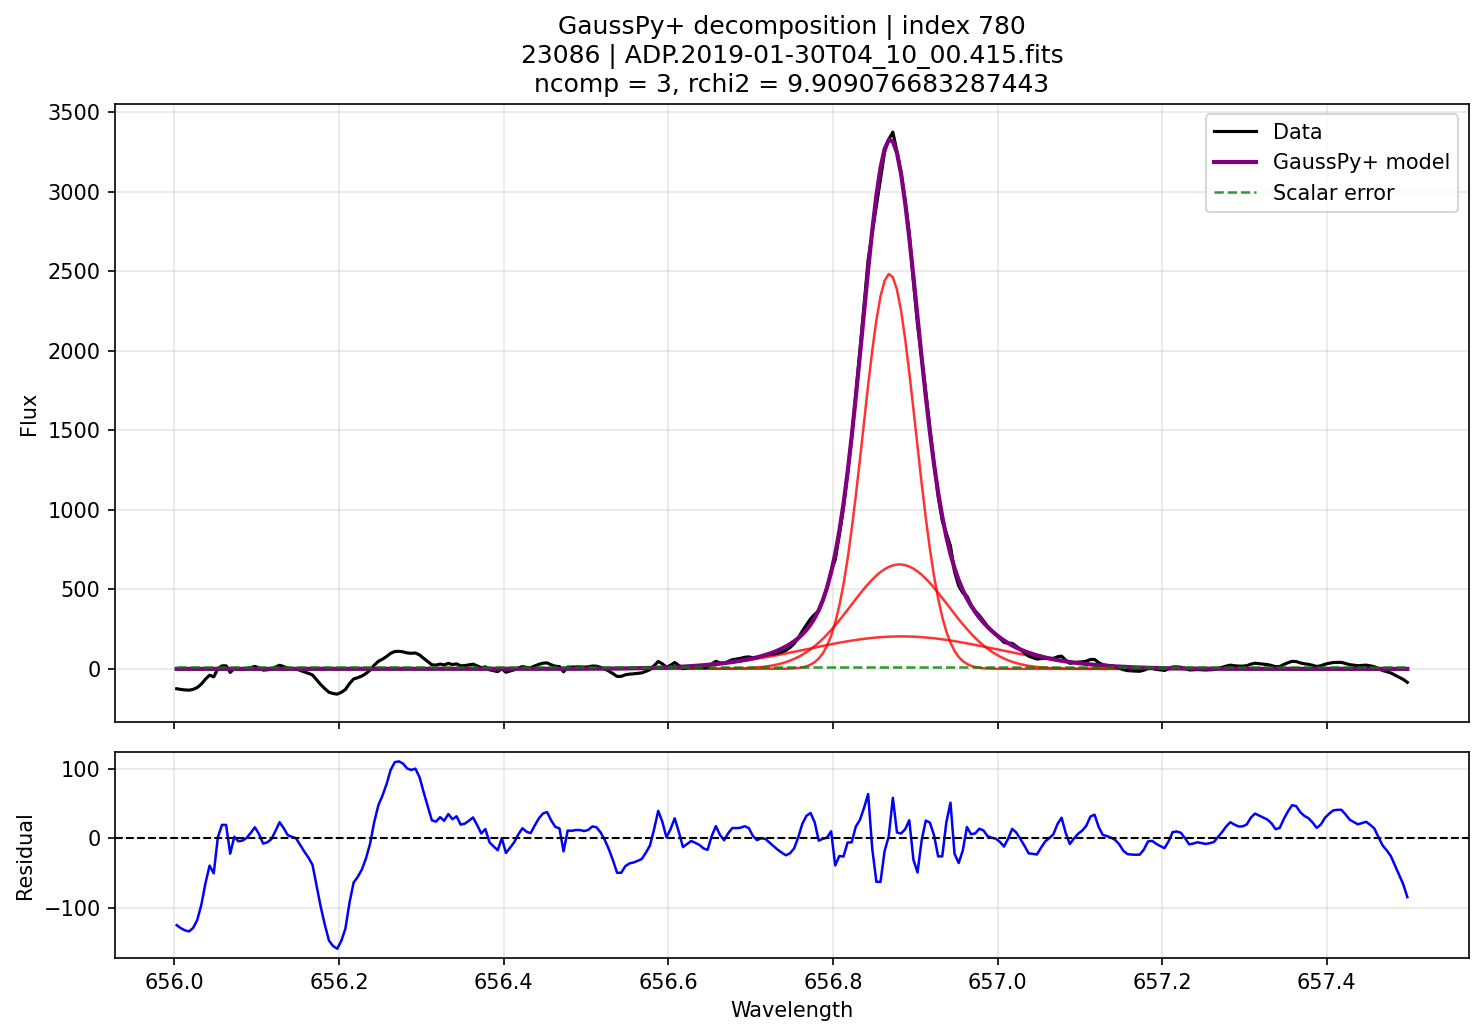 GaussPy+ decomposition | index 780
23086 | ADP.2019-01-30T04_10_00.415.fits
ncomp = 3, rchi2 = 9.909076683287443
3500
3000
2500
2000
1500
1000
500
0
Flux
Data
GaussPy+ model
Scalar error
100
0
−100
Residual
656.0 656.2 656.4 656.6 656.8 657.0 657.2 657.4
Wavelength